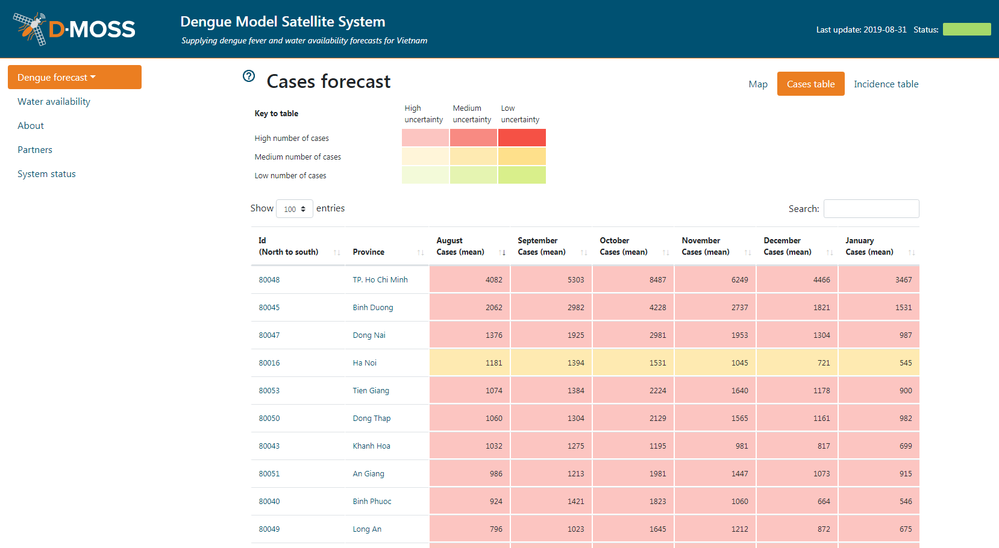 D-MOSS
Dengue Model Satellite System
Supplying dengue fever and water availability forecasts for Vietnam
Last update: 2019-08-31 Status:
Dengue forecast
Water availability
About
Partners
System status
Cases forecast
Map Cases table Incidence table
Key to table
High uncertainty
Medium uncertainty
Low uncertainty
High number of cases
Medium number of cases
Low number of cases
Show 100 entries
Search:
Id (North to south) Province August Cases (mean) September Cases (mean) October Cases (mean) November Cases (mean) December Cases (mean) January Cases (mean)
80048 TP. Ho Chi Minh 4082 5303 8487 6249 4466 3467
80045 Binh Duong 2062 2982 4228 2737 1821 1531
80047 Dong Nai 1376 1925 2981 1953 1304 987
80016 Ha Noi 1181 1394 1531 1045 721 545
80053 Tien Giang 1074 1384 2224 1640 1178 900
80050 Dong Thap 1060 1304 2129 1565 1161 982
80043 Khanh Hoa 1032 1275 1195 981 817 699
80051 An Giang 986 1213 1981 1447 1073 915
80040 Binh Phuoc 924 1421 1823 1060 664 546
80049 Long An 796 1023 1645 1212 872 675